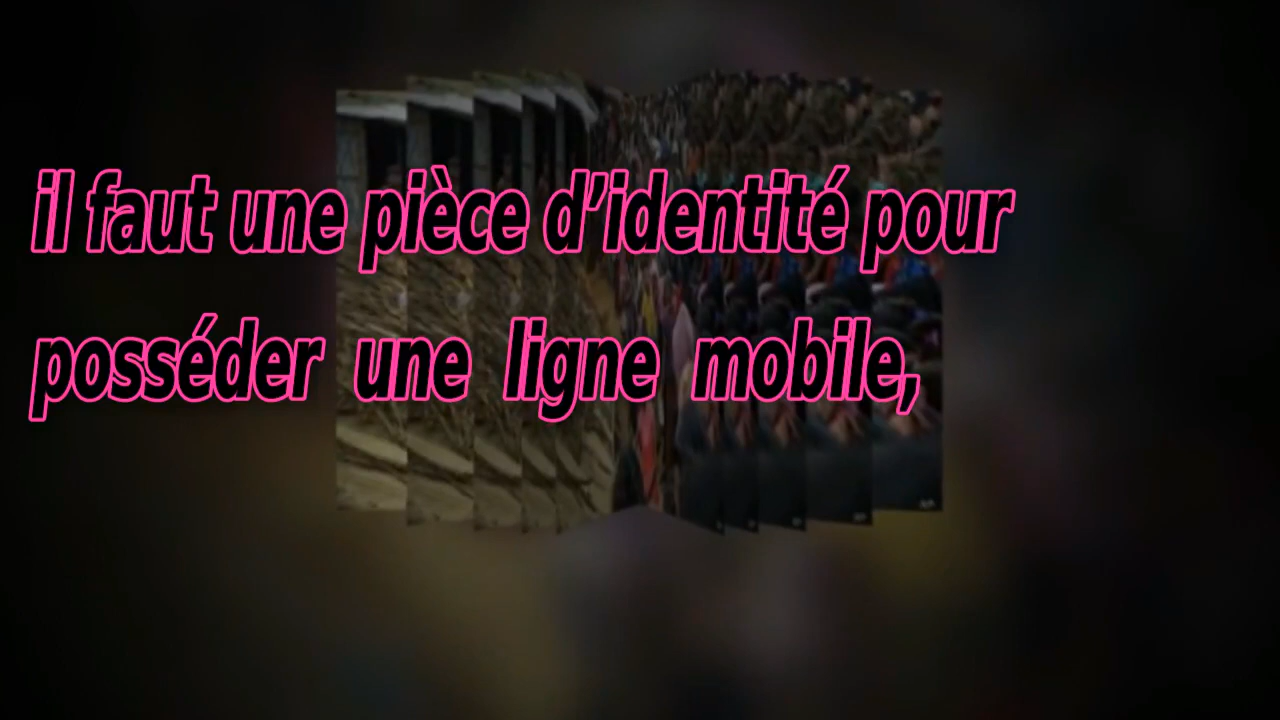 il faut une pièce d’identité pour
posséder une ligne mobile,